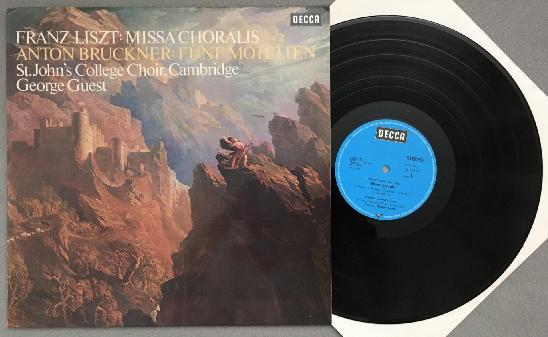 DECCA
FRANZ LISZT: MISSA CHORALIS
ANTON BRUCKNER: FÜNF MOTETTEN
St. John's College Choir, Cambridge
George Guest
DECCA
STEREO